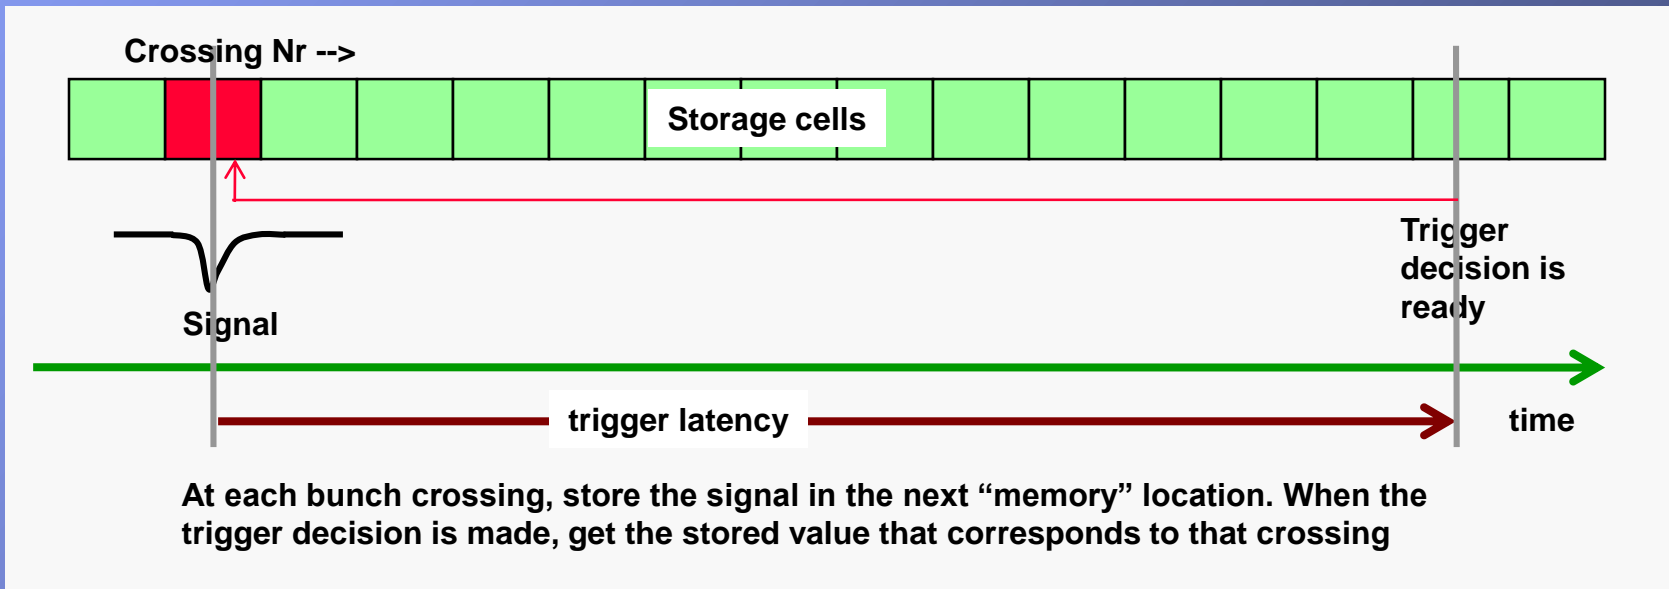 Crossing Nr -->
Storage cells
Trigger
decision is
ready
Signal
trigger latency
time
At each bunch crossing, store the signal in the next “memory” location. When the
trigger decision is made, get the stored value that corresponds to that crossing